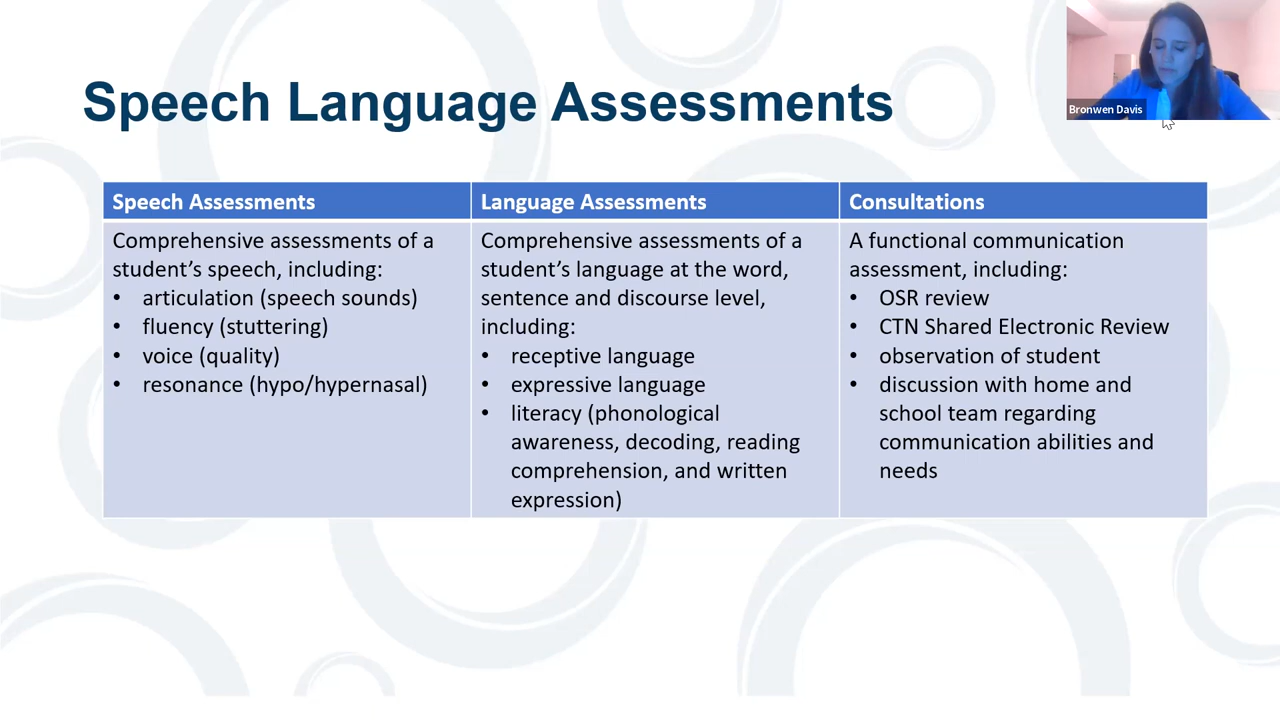 Speech Language Assessments
Bronwen Davis
Speech Assessments
Comprehensive assessments of a
student’s speech, including:
• articulation (speech sounds)
• fluency (stuttering)
• voice (quality)
• resonance (hypo/hypernasal)
Language Assessments
Comprehensive assessments of a
student’s language at the word,
sentence and discourse level,
including:
• receptive language
• expressive language
• literacy (phonological
awareness, decoding, reading
comprehension, and written
expression)
Consultations
A functional communication
assessment, including:
• OSR review
• CTN Shared Electronic Review
• observation of student
• discussion with home and
school team regarding
communication abilities and
needs